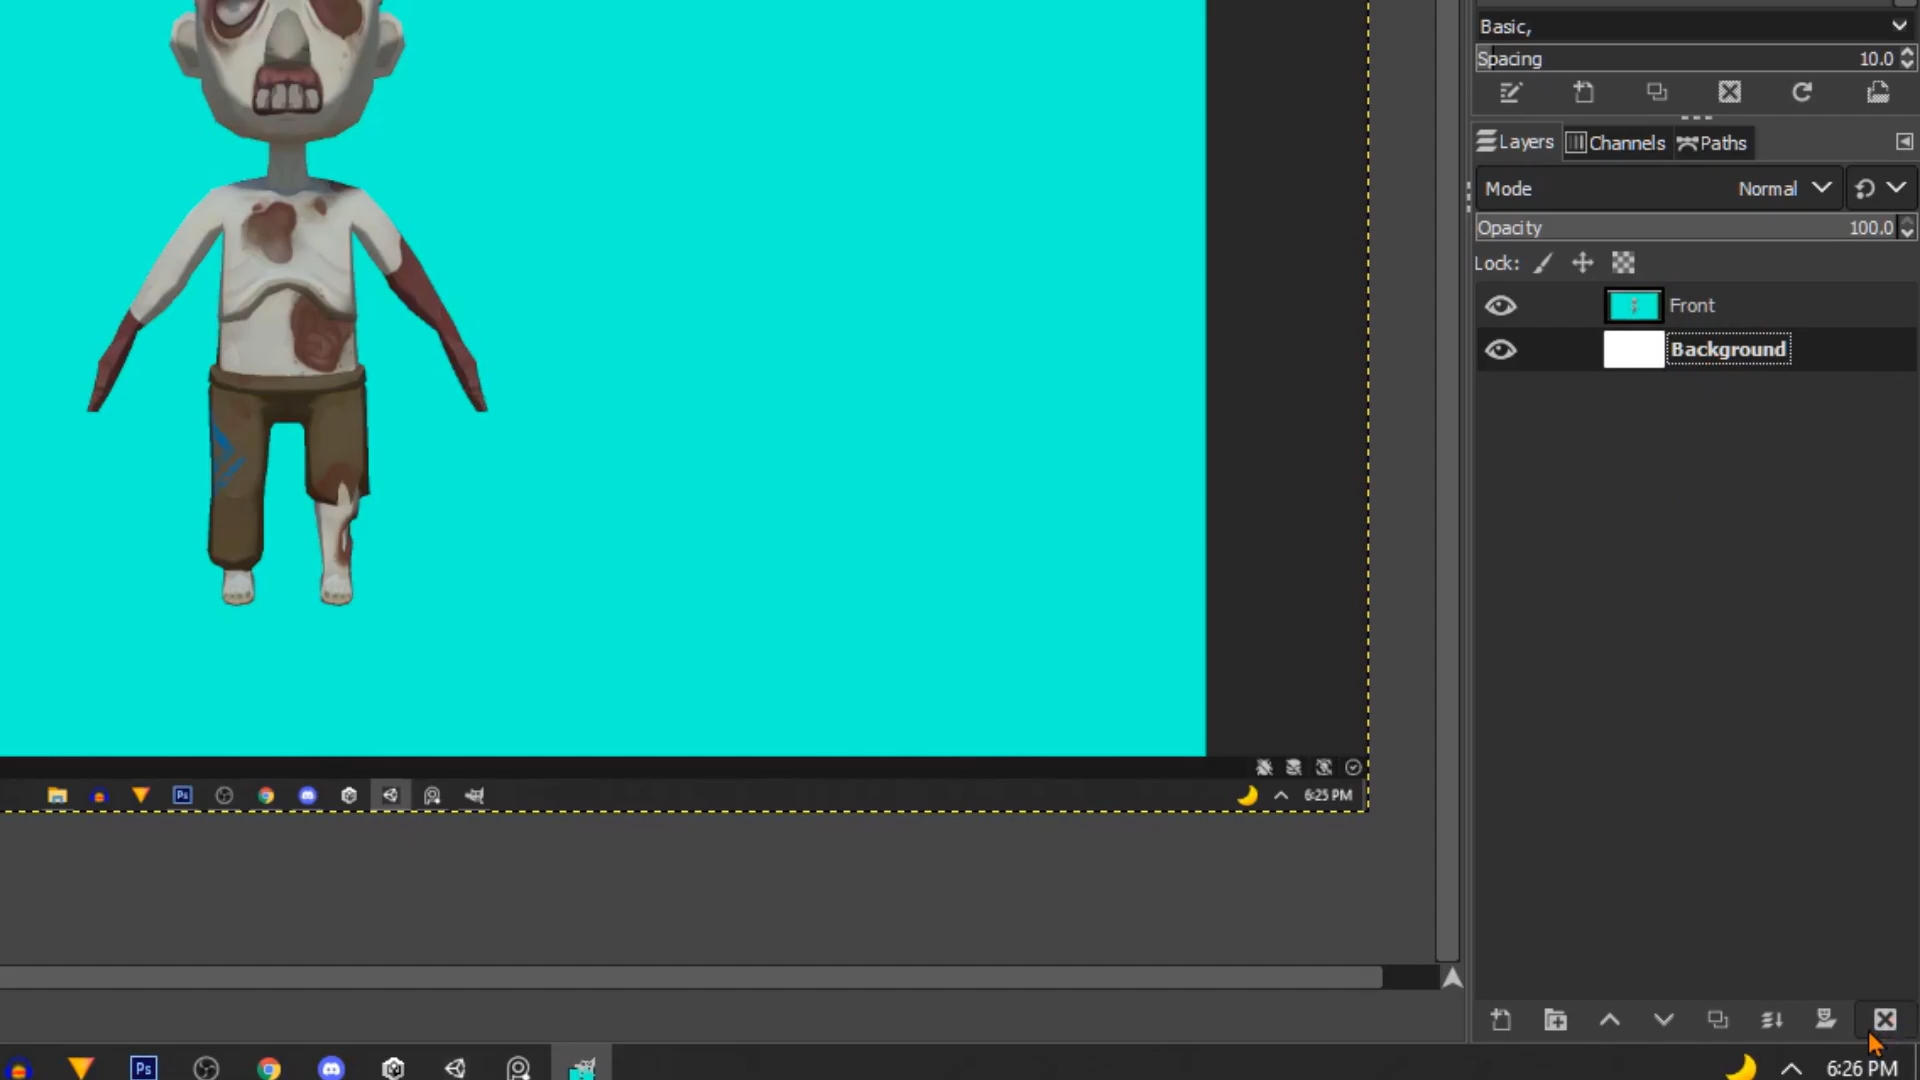 Basic,
Spacing 10.0
Layers Channels Paths
Mode Normal
Opacity 100.0
Lock:
Front
Background
Ps 6:25 PM
Ps 6:26 PM